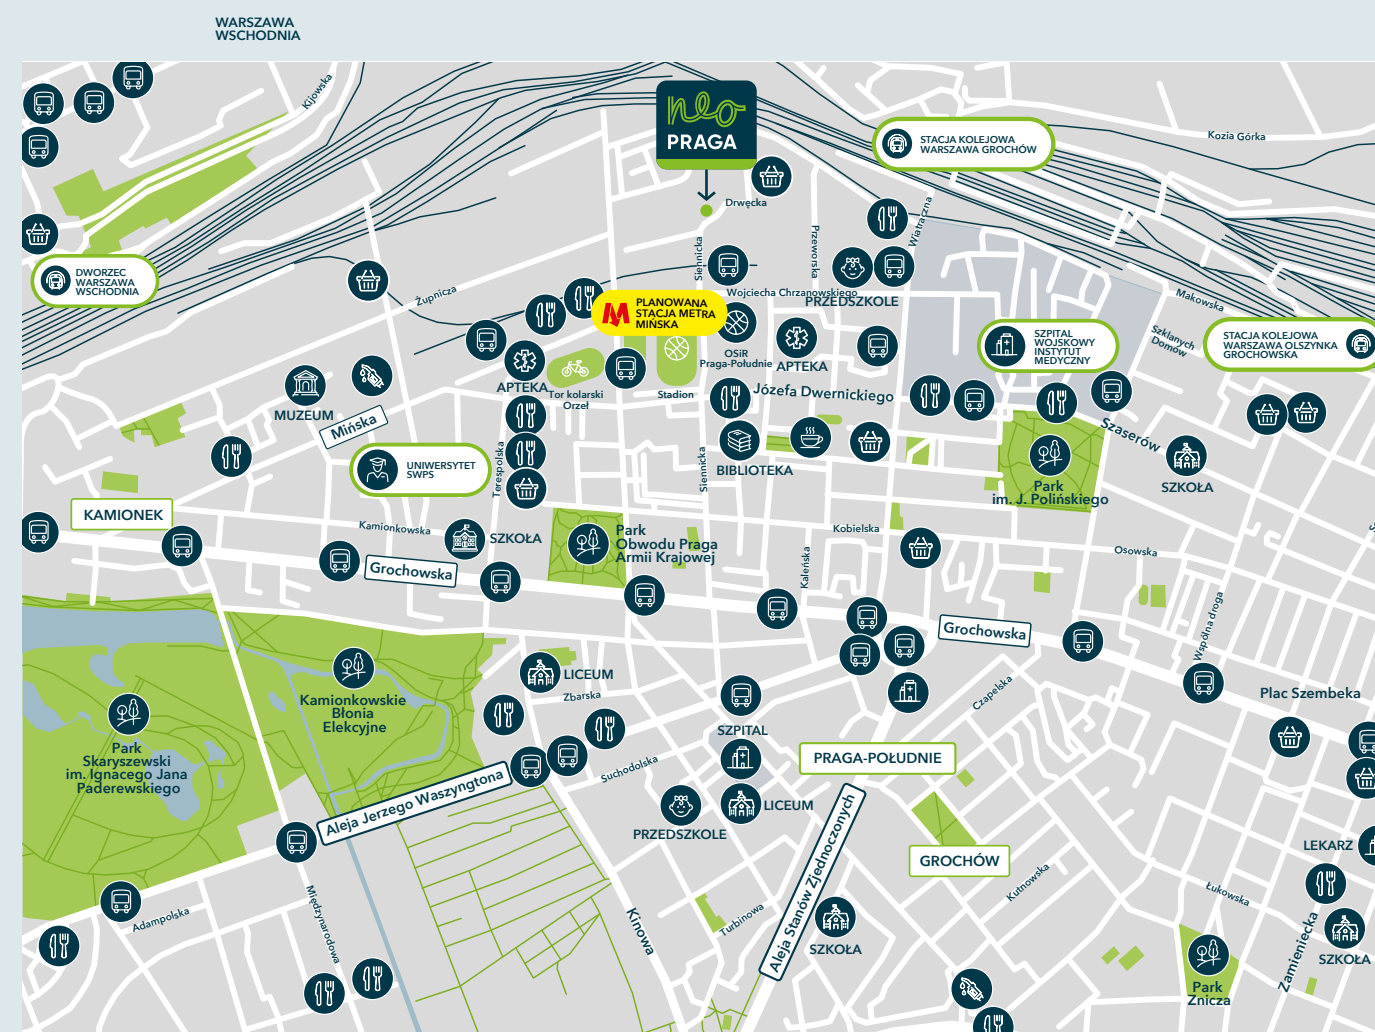 WARSZAWA
WSCHODNIA
Kijowska
neo
PRAGA
STACJA KOLEJOWA
WARSZAWA GROCHÓW
Kozia Górka
Drwęcka
Wiatraczna
Siennicka
Przeworska
DWORZEC
WARSZAWA
WSCHODNIA
Żupnicza
Wojciecha Chrzanowskiego
PRZEDSZKOLE
Makowska
M
PLANOWANA
STACJA METRA
MIŃSKA
SZPITAL
WOJSKOWY
INSTYTUT
MEDYCZNY
Szklanych
Domów
STACJA KOLEJOWA
WARSZAWA OLSZYNKA
GROCHOWSKA
OSiR
Praga-Południe
APTEKA
APTEKA
Tor kolarski
Orzeł
Stadion
Józefa Dwernickiego
MUZEUM
Mińska
Szaserów
UNIWERSYTET
SWPS
Terespolska
Siennicka
BIBLIOTEKA
SZKOŁA
Park
im. J. Polińskiego
KAMIONEK
Kamionkowska
SZKOŁA
Park
Obwodu Praga
Armii Krajowej
Kobielska
Osowska
Grochowska
Kaleńska
Grochowska
Wspólna droga
LICEUM
Zbarska
Czapelska
Plac Szembeka
Kamionkowskie
Błonia
Elekcyjne
Park
Skaryszewski
im. Ignacego Jana
Paderewskiego
SZPITAL
PRAGA-POŁUDNIE
Suchodolska
Aleja Jerzego Waszyngtona
LICEUM
PRZEDSZKOLE
Aleja Stanów Zjednoczonych
GROCHÓW
LEKARZ
Kutnowska
Łukowska
Adampolska
Międzynarodowa
Kinowa
Turbinowa
SZKOŁA
Zamieniecka
SZKOŁA
Park
Znicza